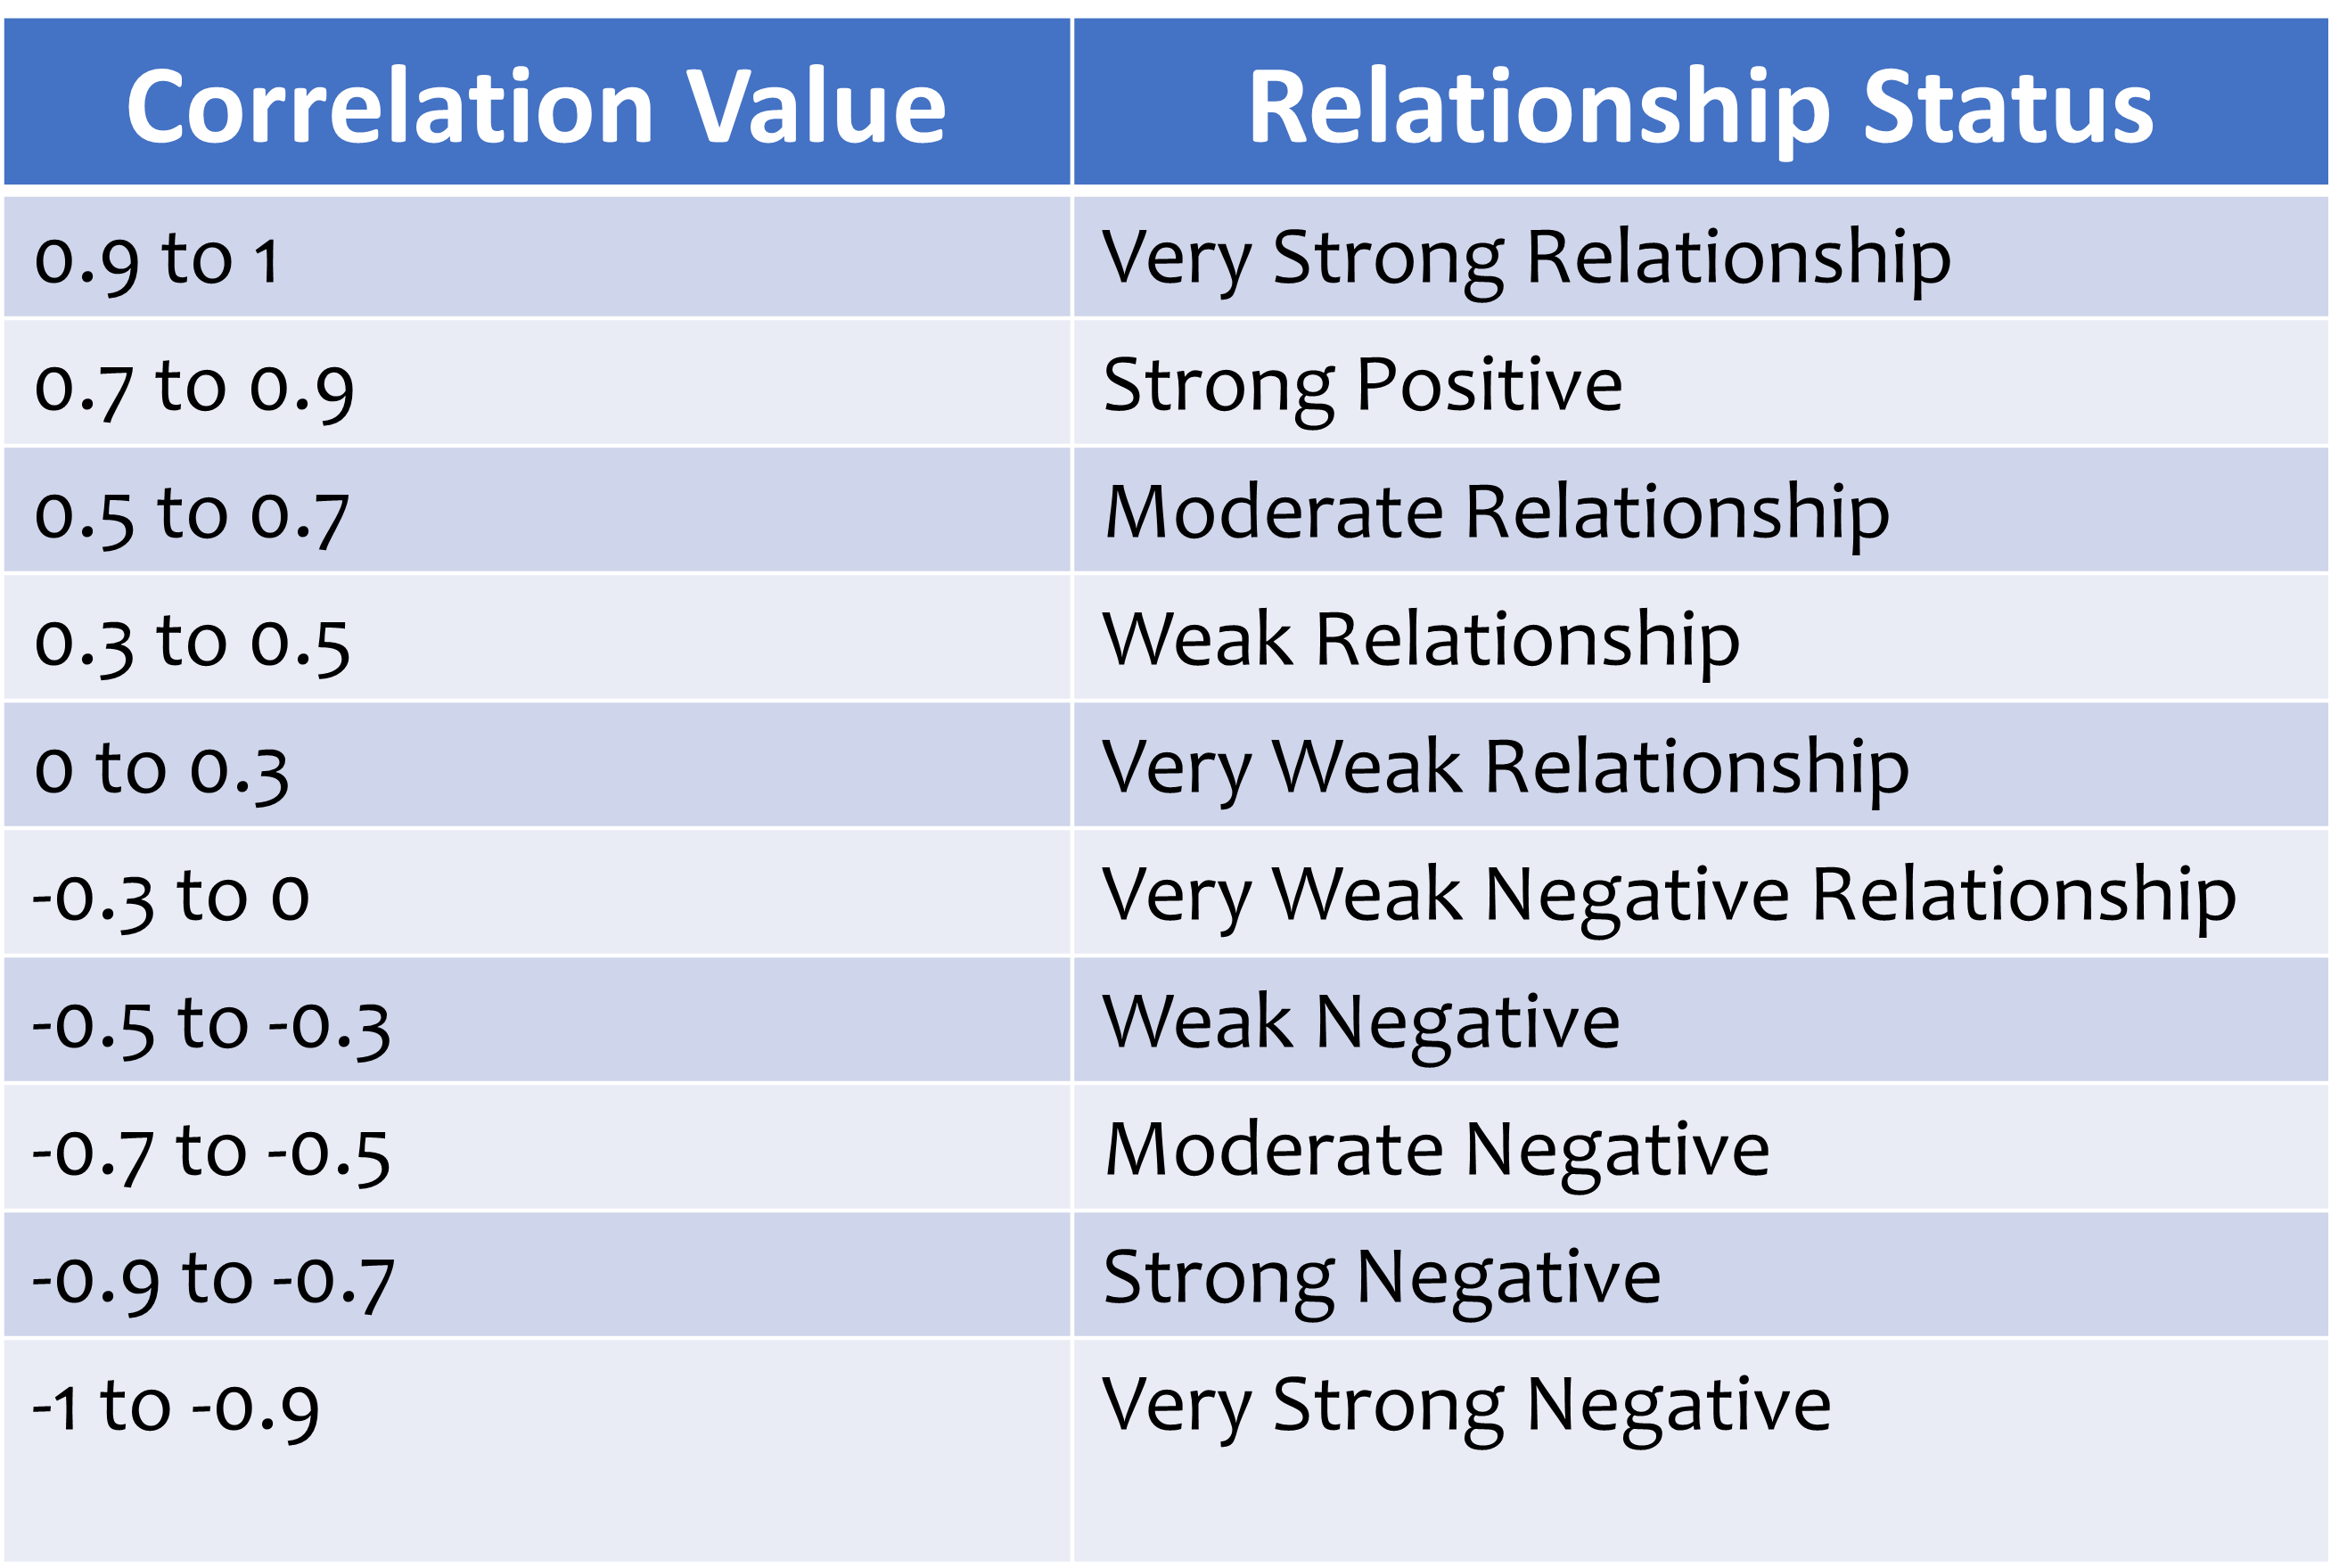 Correlation Value Relationship Status
0.9 to 1 Very Strong Relationship
0.7 to 0.9 Strong Positive
0.5 to 0.7 Moderate Relationship
0.3 to 0.5 Weak Relationship
0 to 0.3 Very Weak Relationship
-0.3 to 0 Very Weak Negative Relationship
-0.5 to -0.3 Weak Negative
-0.7 to -0.5 Moderate Negative
-0.9 to -0.7 Strong Negative
-1 to -0.9 Very Strong Negative